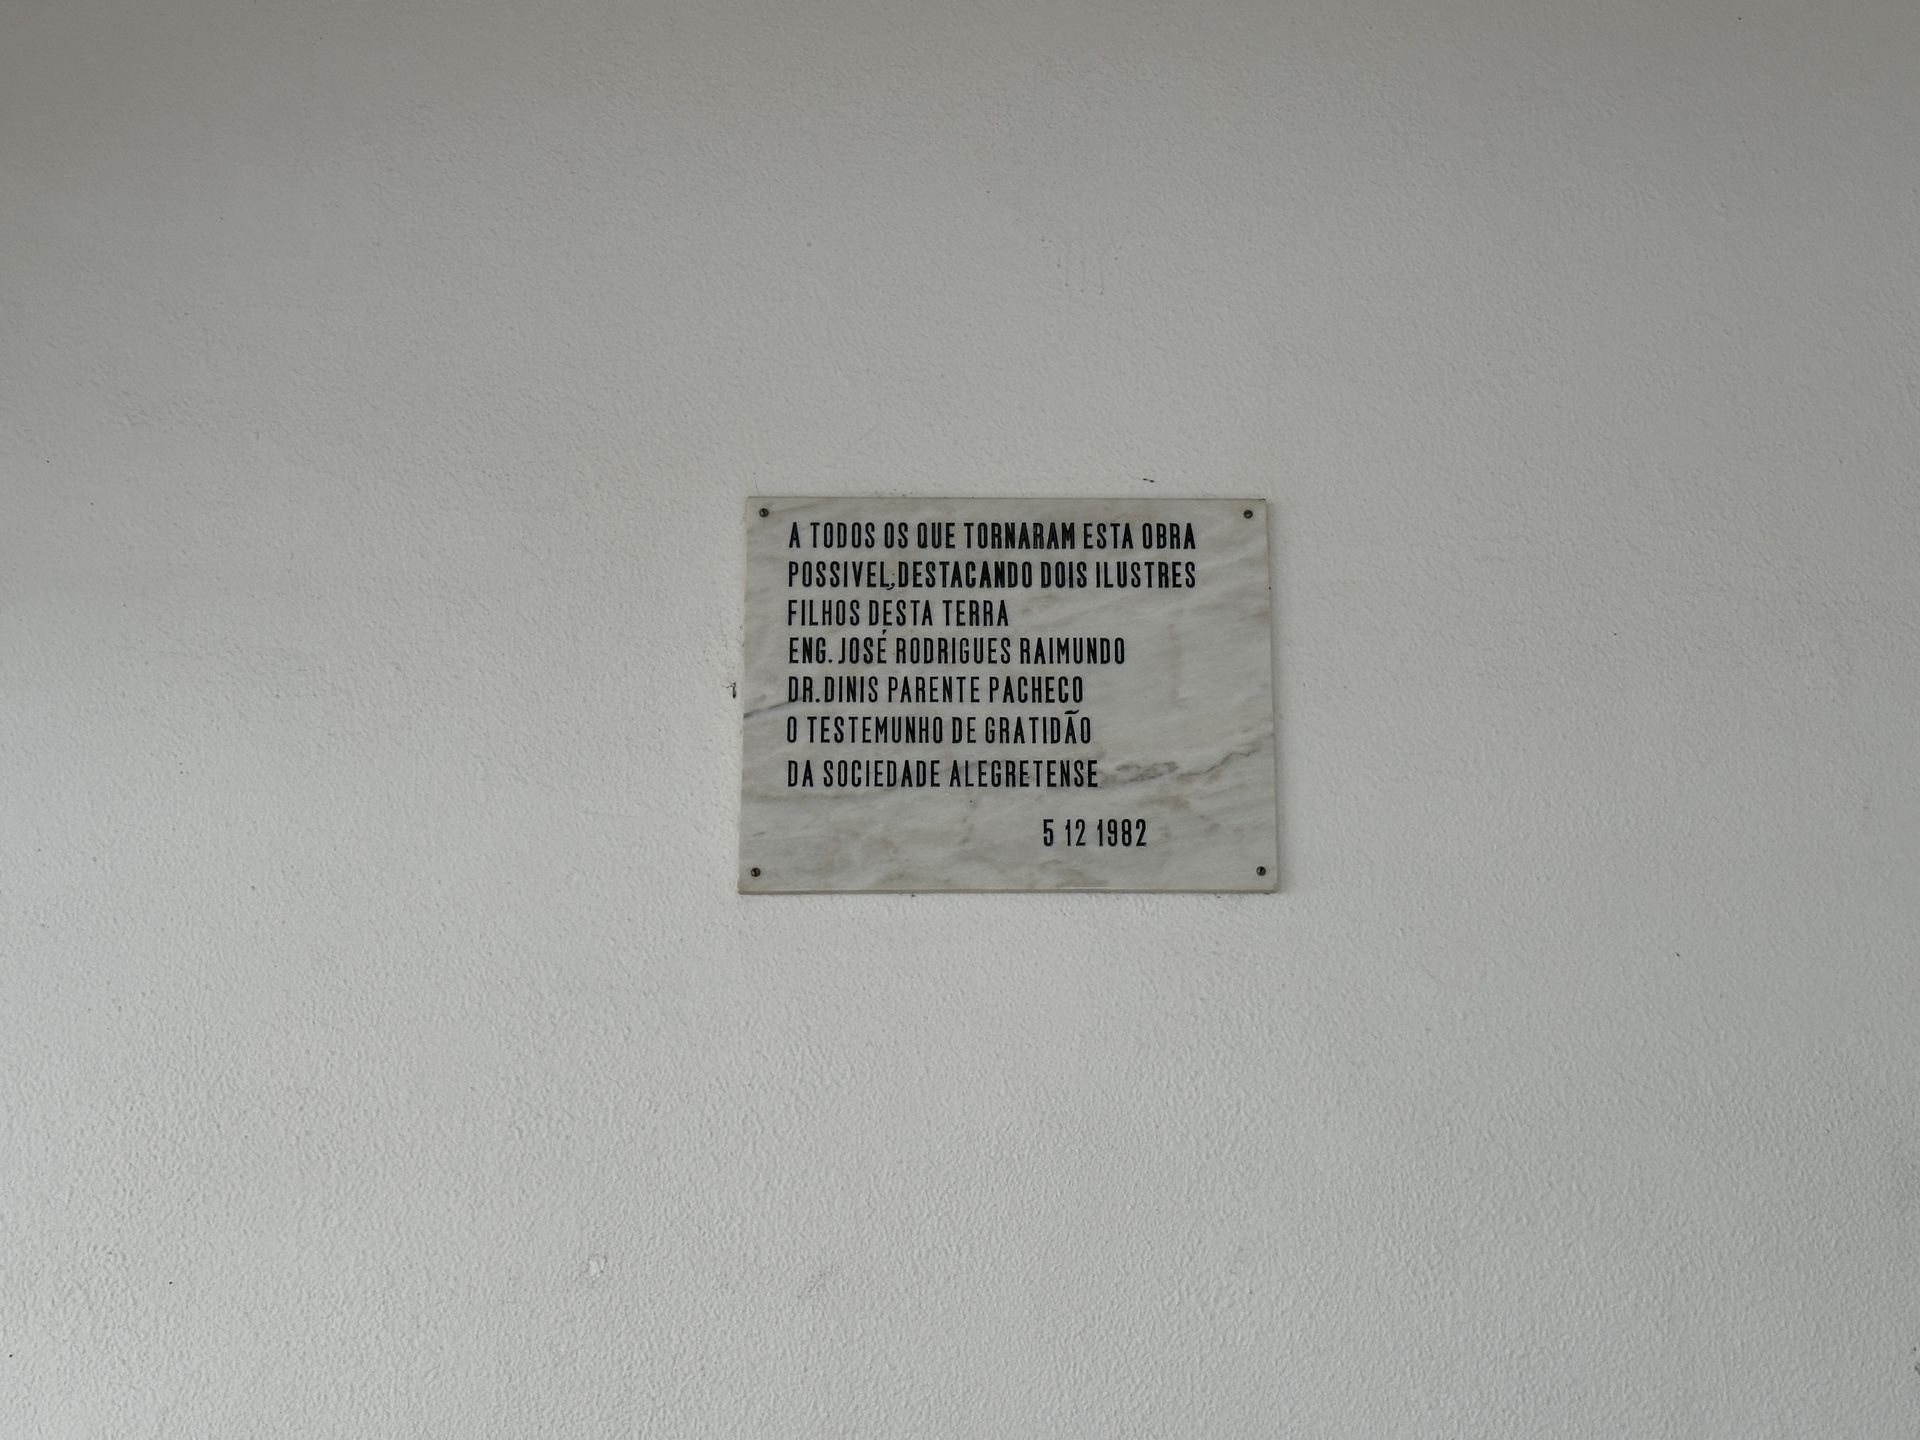 A TODOS OS QUE TORNARAM ESTA OBRA
POSSIVEL,DESTACANDO DOIS ILUSTRES
FILHOS DESTA TERRA
ENG. JOSÉ RODRIGUES RAIMUNDO
DR.DINIS PARENTE PACHECO
O TESTEMUNHO DE GRATIDÃO
DA SOCIEDADE ALEGRETENSE
5 12 1982